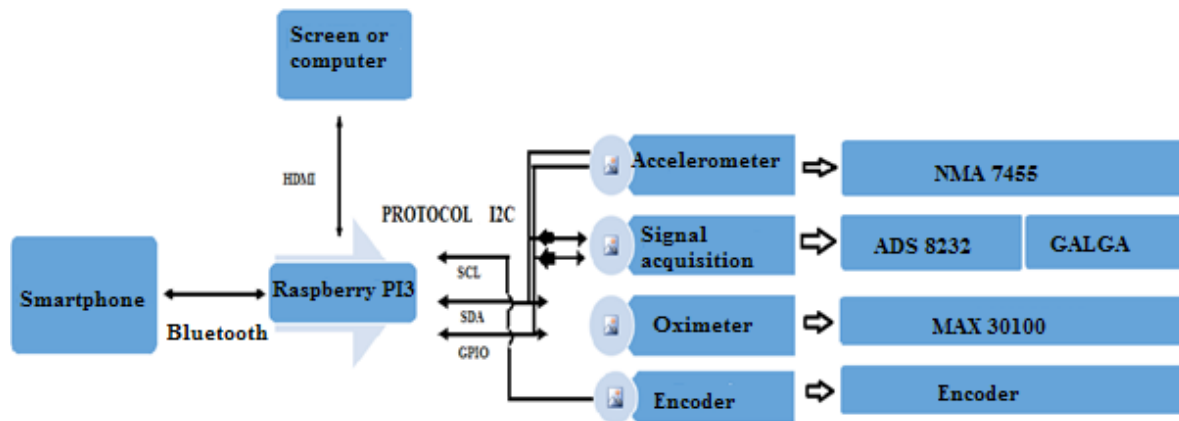 Screen or
computer
HDMI
PROTOCOL I2C
Smartphone
Bluetooth
Raspberry PI3
SCL
SDA
GPIO
Accelerometer
NMA 7455
Signal
acquisition
ADS 8232
GALGA
Oximeter
MAX 30100
Encoder
Encoder